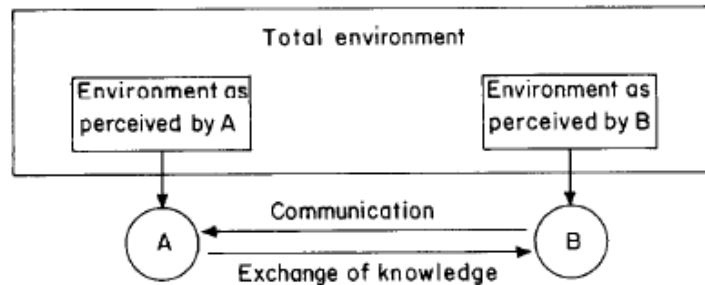 Total environment
Environment as
perceived by A
Environment as
perceived by B
Communication
A
B
Exchange of knowledge